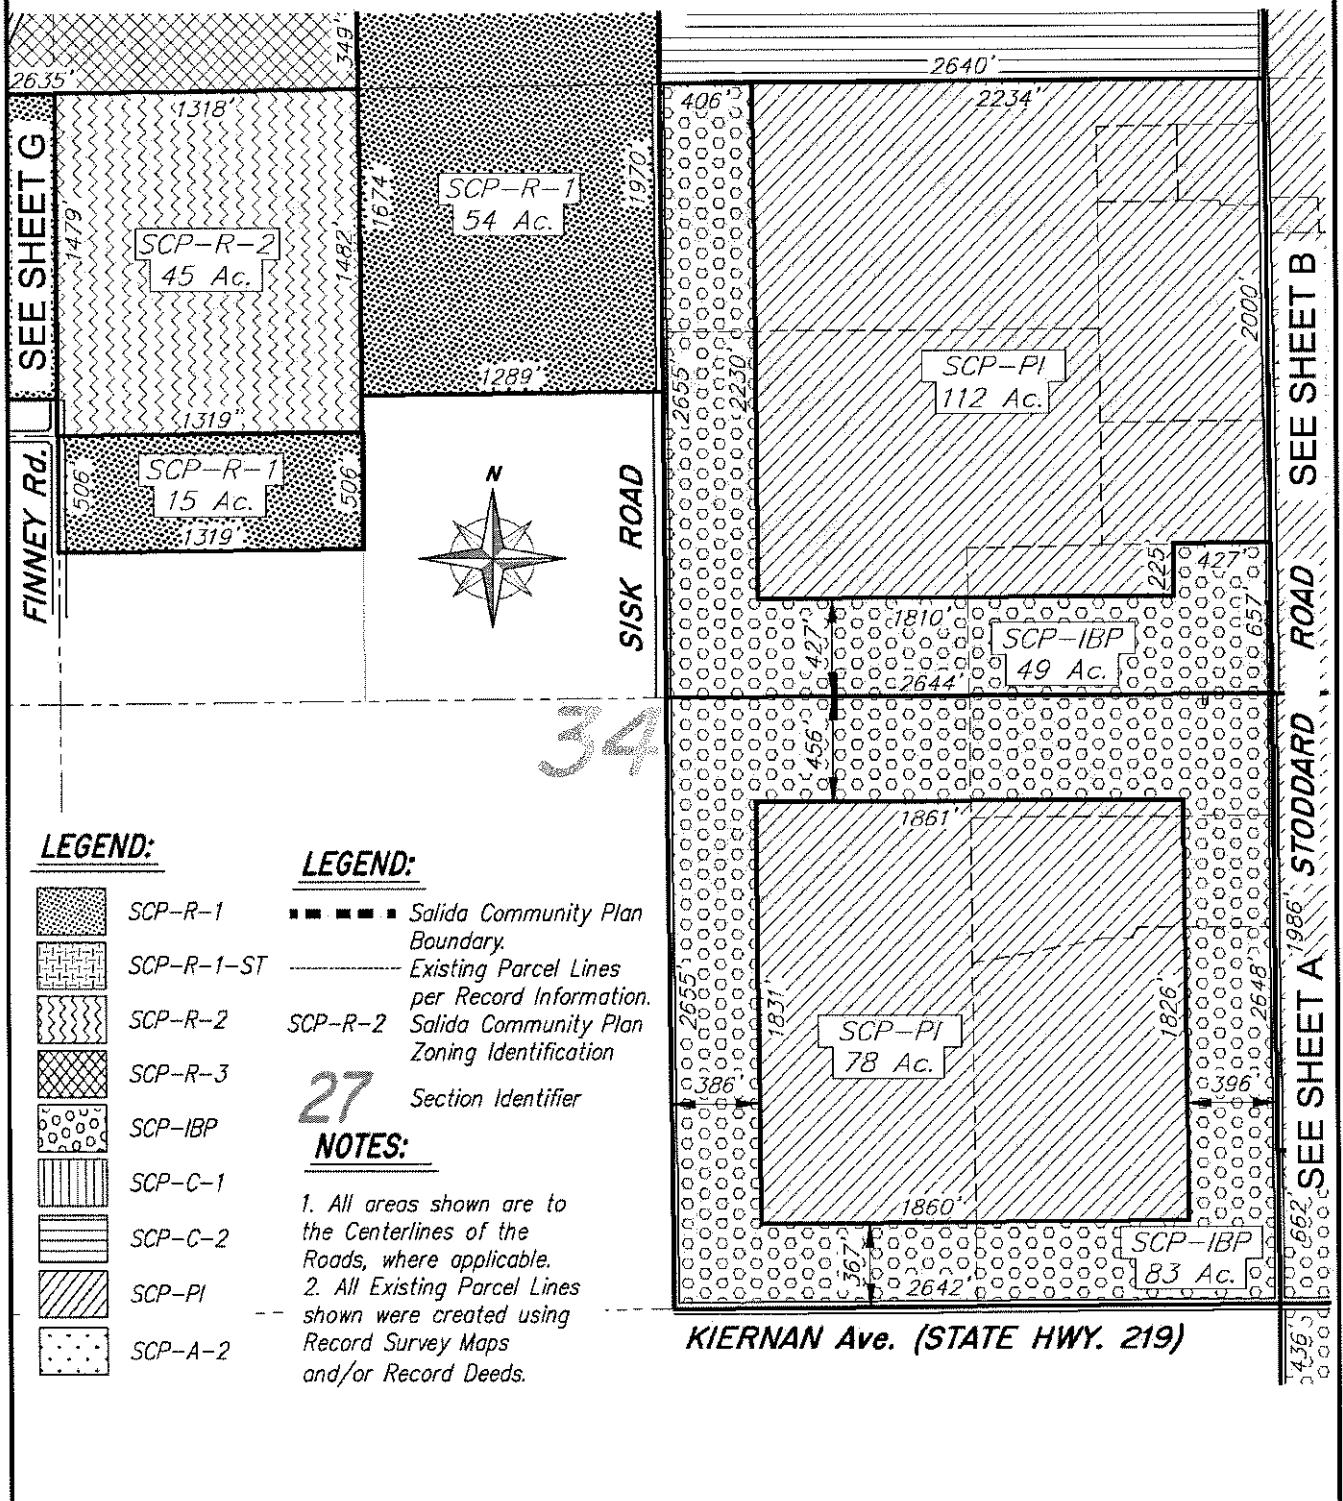 349'
2635'
2640'
1318'
406'
2234'
SEE SHEET G
1479'
SCP-R-2
45 Ac.
1482'
1674'
SCP-R-1
54 Ac.
1970'
SEE SHEET B
2000'
2655'
2230'
SCP-PI
112 Ac.
1289'
1319'
FINNEY Rd.
506'
SCP-R-1
15 Ac.
506'
1319'
N
SISK ROAD
225'
427'
657'
1810'
427'
SCP-IBP
49 Ac.
2644'
34
456'
STODDARD ROAD
1861'
LEGEND:
SCP-R-1
SCP-R-1-ST
SCP-R-2
SCP-R-3
SCP-IBP
SCP-C-1
SCP-C-2
SCP-PI
SCP-A-2
LEGEND:
Salida Community Plan
Boundary.
Existing Parcel Lines
per Record Information.
SCP-R-2 Salida Community Plan
Zoning Identification
27 Section Identifier
NOTES:
1. All areas shown are to
the Centerlines of the
Roads, where applicable.
2. All Existing Parcel Lines
shown were created using
Record Survey Maps
and/or Record Deeds.
2655'
1831'
SCP-PI
78 Ac.
1826'
2648'
1986'
SEE SHEET A
386'
396'
1860'
367'
SCP-IBP
83 Ac.
662'
2642'
436'
KIERNAN Ave. (STATE HWY. 219)